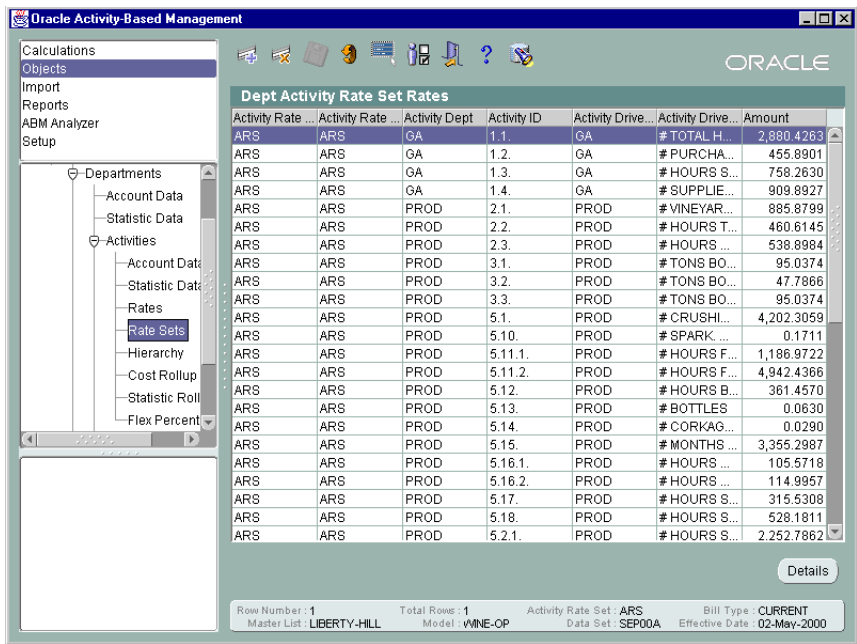 Oracle Activity-Based Management
Calculations
Objects
Import
Reports
ABM Analyzer
Setup
ORACLE
Departments
Account Data
Statistic Data
Activities
Account Data
Statistic Data
Rates
Rate Sets
Hierarchy
Cost Rollup
Statistic Roll
Flex Percent
Dept Activity Rate Set Rates
Activity Rate ... Activity Rate ... Activity Dept Activity ID Activity Drive... Activity Drive... Amount
ARS ARS GA 1.1. GA # TOTAL H... 2,880.4263
ARS ARS GA 1.2. GA # PURCHA... 455.8901
ARS ARS GA 1.3. GA # HOURS S... 758.2630
ARS ARS GA 1.4. GA # SUPPLIE... 909.8927
ARS ARS PROD 2.1. PROD # VINEYAR... 885.8799
ARS ARS PROD 2.2. PROD # HOURS T... 460.6145
ARS ARS PROD 2.3. PROD # HOURS ... 538.8984
ARS ARS PROD 3.1. PROD # TONS BO... 95.0374
ARS ARS PROD 3.2. PROD # TONS BO... 47.7866
ARS ARS PROD 3.3. PROD # TONS BO... 95.0374
ARS ARS PROD 5.1. PROD # CRUSHI... 4,202.3059
ARS ARS PROD 5.10. PROD # SPARK. ... 0.1711
ARS ARS PROD 5.11.1. PROD # HOURS F... 1,186.9722
ARS ARS PROD 5.11.2. PROD # HOURS F... 4,942.4366
ARS ARS PROD 5.12. PROD # HOURS B... 361.4570
ARS ARS PROD 5.13. PROD # BOTTLES 0.0630
ARS ARS PROD 5.14. PROD # CORKAG... 0.0290
ARS ARS PROD 5.15. PROD # MONTHS ... 3,355.2987
ARS ARS PROD 5.16.1. PROD # HOURS ... 105.5718
ARS ARS PROD 5.16.2. PROD # HOURS ... 114.9957
ARS ARS PROD 5.17. PROD # HOURS S... 315.5308
ARS ARS PROD 5.18. PROD # HOURS S... 528.1811
ARS ARS PROD 5.2.1. PROD # HOURS S... 2,252.7862
Details
Row Number : 1 Total Rows : 1 Activity Rate Set : ARS Bill Type : CURRENT
Master List : LIBERTY-HILL Model : WINE-OP Data Set : SEP00A Effective Date : 02-May-2000